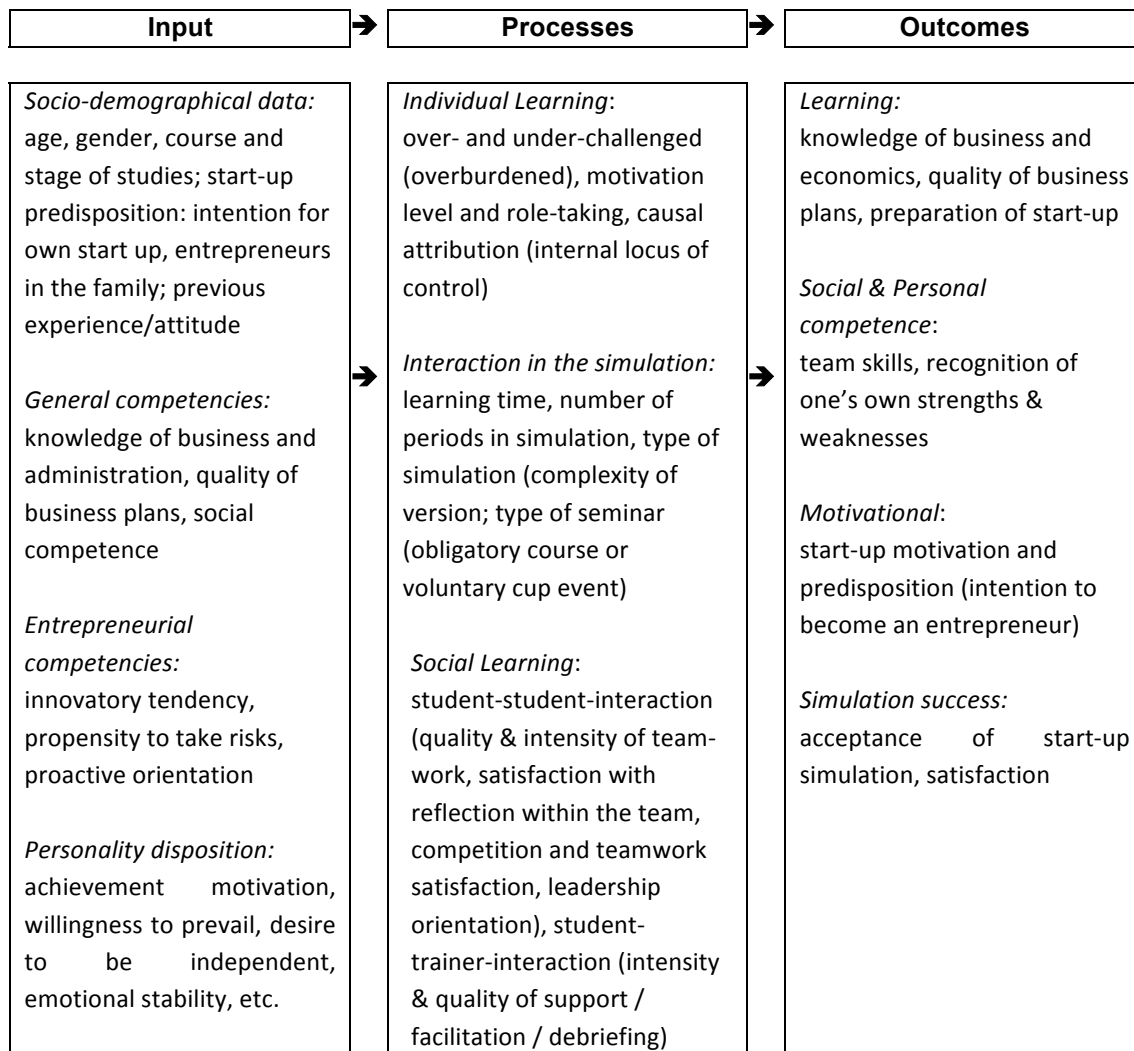 Input ➔ Processes ➔ Outcomes
Socio-demographical data:
age, gender, course and
stage of studies; start-up
predisposition: intention for
own start up, entrepreneurs
in the family; previous
experience/attitude
General competencies:
knowledge of business and
administration, quality of
business plans, social
competence
Entrepreneurial
competencies:
innovatory tendency,
propensity to take risks,
proactive orientation
Personality disposition:
achievement motivation,
willingness to prevail, desire
to be independent,
emotional stability, etc.
➔
Individual Learning:
over- and under-challenged
(overburdened), motivation
level and role-taking, causal
attribution (internal locus of
control)
Interaction in the simulation:
learning time, number of
periods in simulation, type of
simulation (complexity of
version; type of seminar
(obligatory course or
voluntary cup event)
Social Learning:
student-student-interaction
(quality & intensity of team-
work, satisfaction with
reflection within the team,
competition and teamwork
satisfaction, leadership
orientation), student-
trainer-interaction (intensity
& quality of support /
facilitation / debriefing)
➔
Learning:
knowledge of business and
economics, quality of business
plans, preparation of start-up
Social & Personal
competence:
team skills, recognition of
one’s own strengths &
weaknesses
Motivational:
start-up motivation and
predisposition (intention to
become an entrepreneur)
Simulation success:
acceptance of start-up
simulation, satisfaction